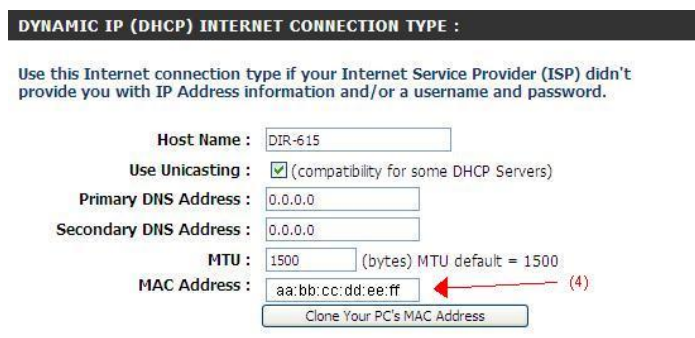 DYNAMIC IP (DHCP) INTERNET CONNECTION TYPE :
Use this Internet connection type if your Internet Service Provider (ISP) didn't
provide you with IP Address information and/or a username and password.
Host Name : DIR-615
Use Unicasting : (compatibility for some DHCP Servers)
Primary DNS Address : 0.0.0.0
Secondary DNS Address : 0.0.0.0
MTU : 1500 (bytes) MTU default = 1500
MAC Address : aa:bb:cc:dd:ee:ff (4)
Clone Your PC's MAC Address